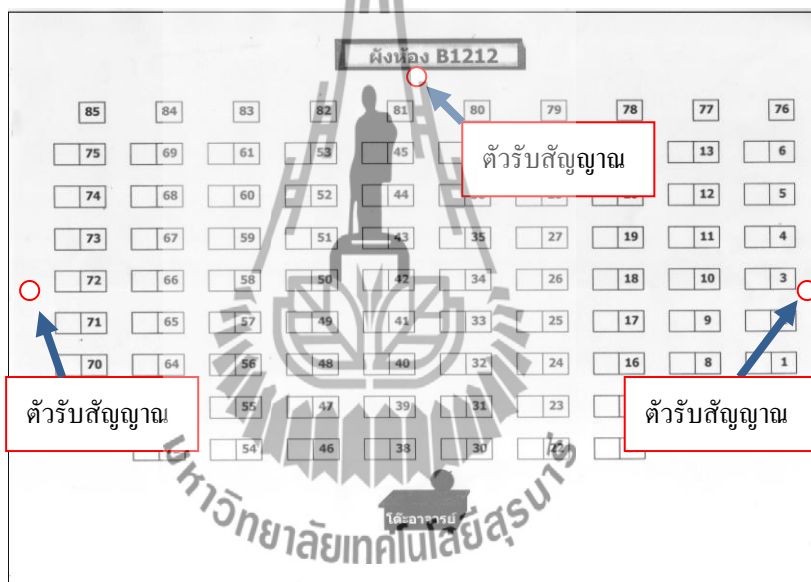 ผังห้อง B1212
85 84 83 82 81 80 79 78 77 76
ตัวรับสัญญาณ
75 69 61 53 45 13 6
74 68 60 52 44 12 5
73 67 59 51 43 35 27 19 11 4
72 66 58 50 42 34 26 18 10 3
71 65 57 49 41 33 25 17 9
70 64 56 48 40 32 24 16 8 1
ตัวรับสัญญาณ
55 47 39 31 23
ตัวรับสัญญาณ
54 46 38 30 22
โต๊ะอาจารย์
มหาวิทยาลัยเทคโนโลยีสุรนารี